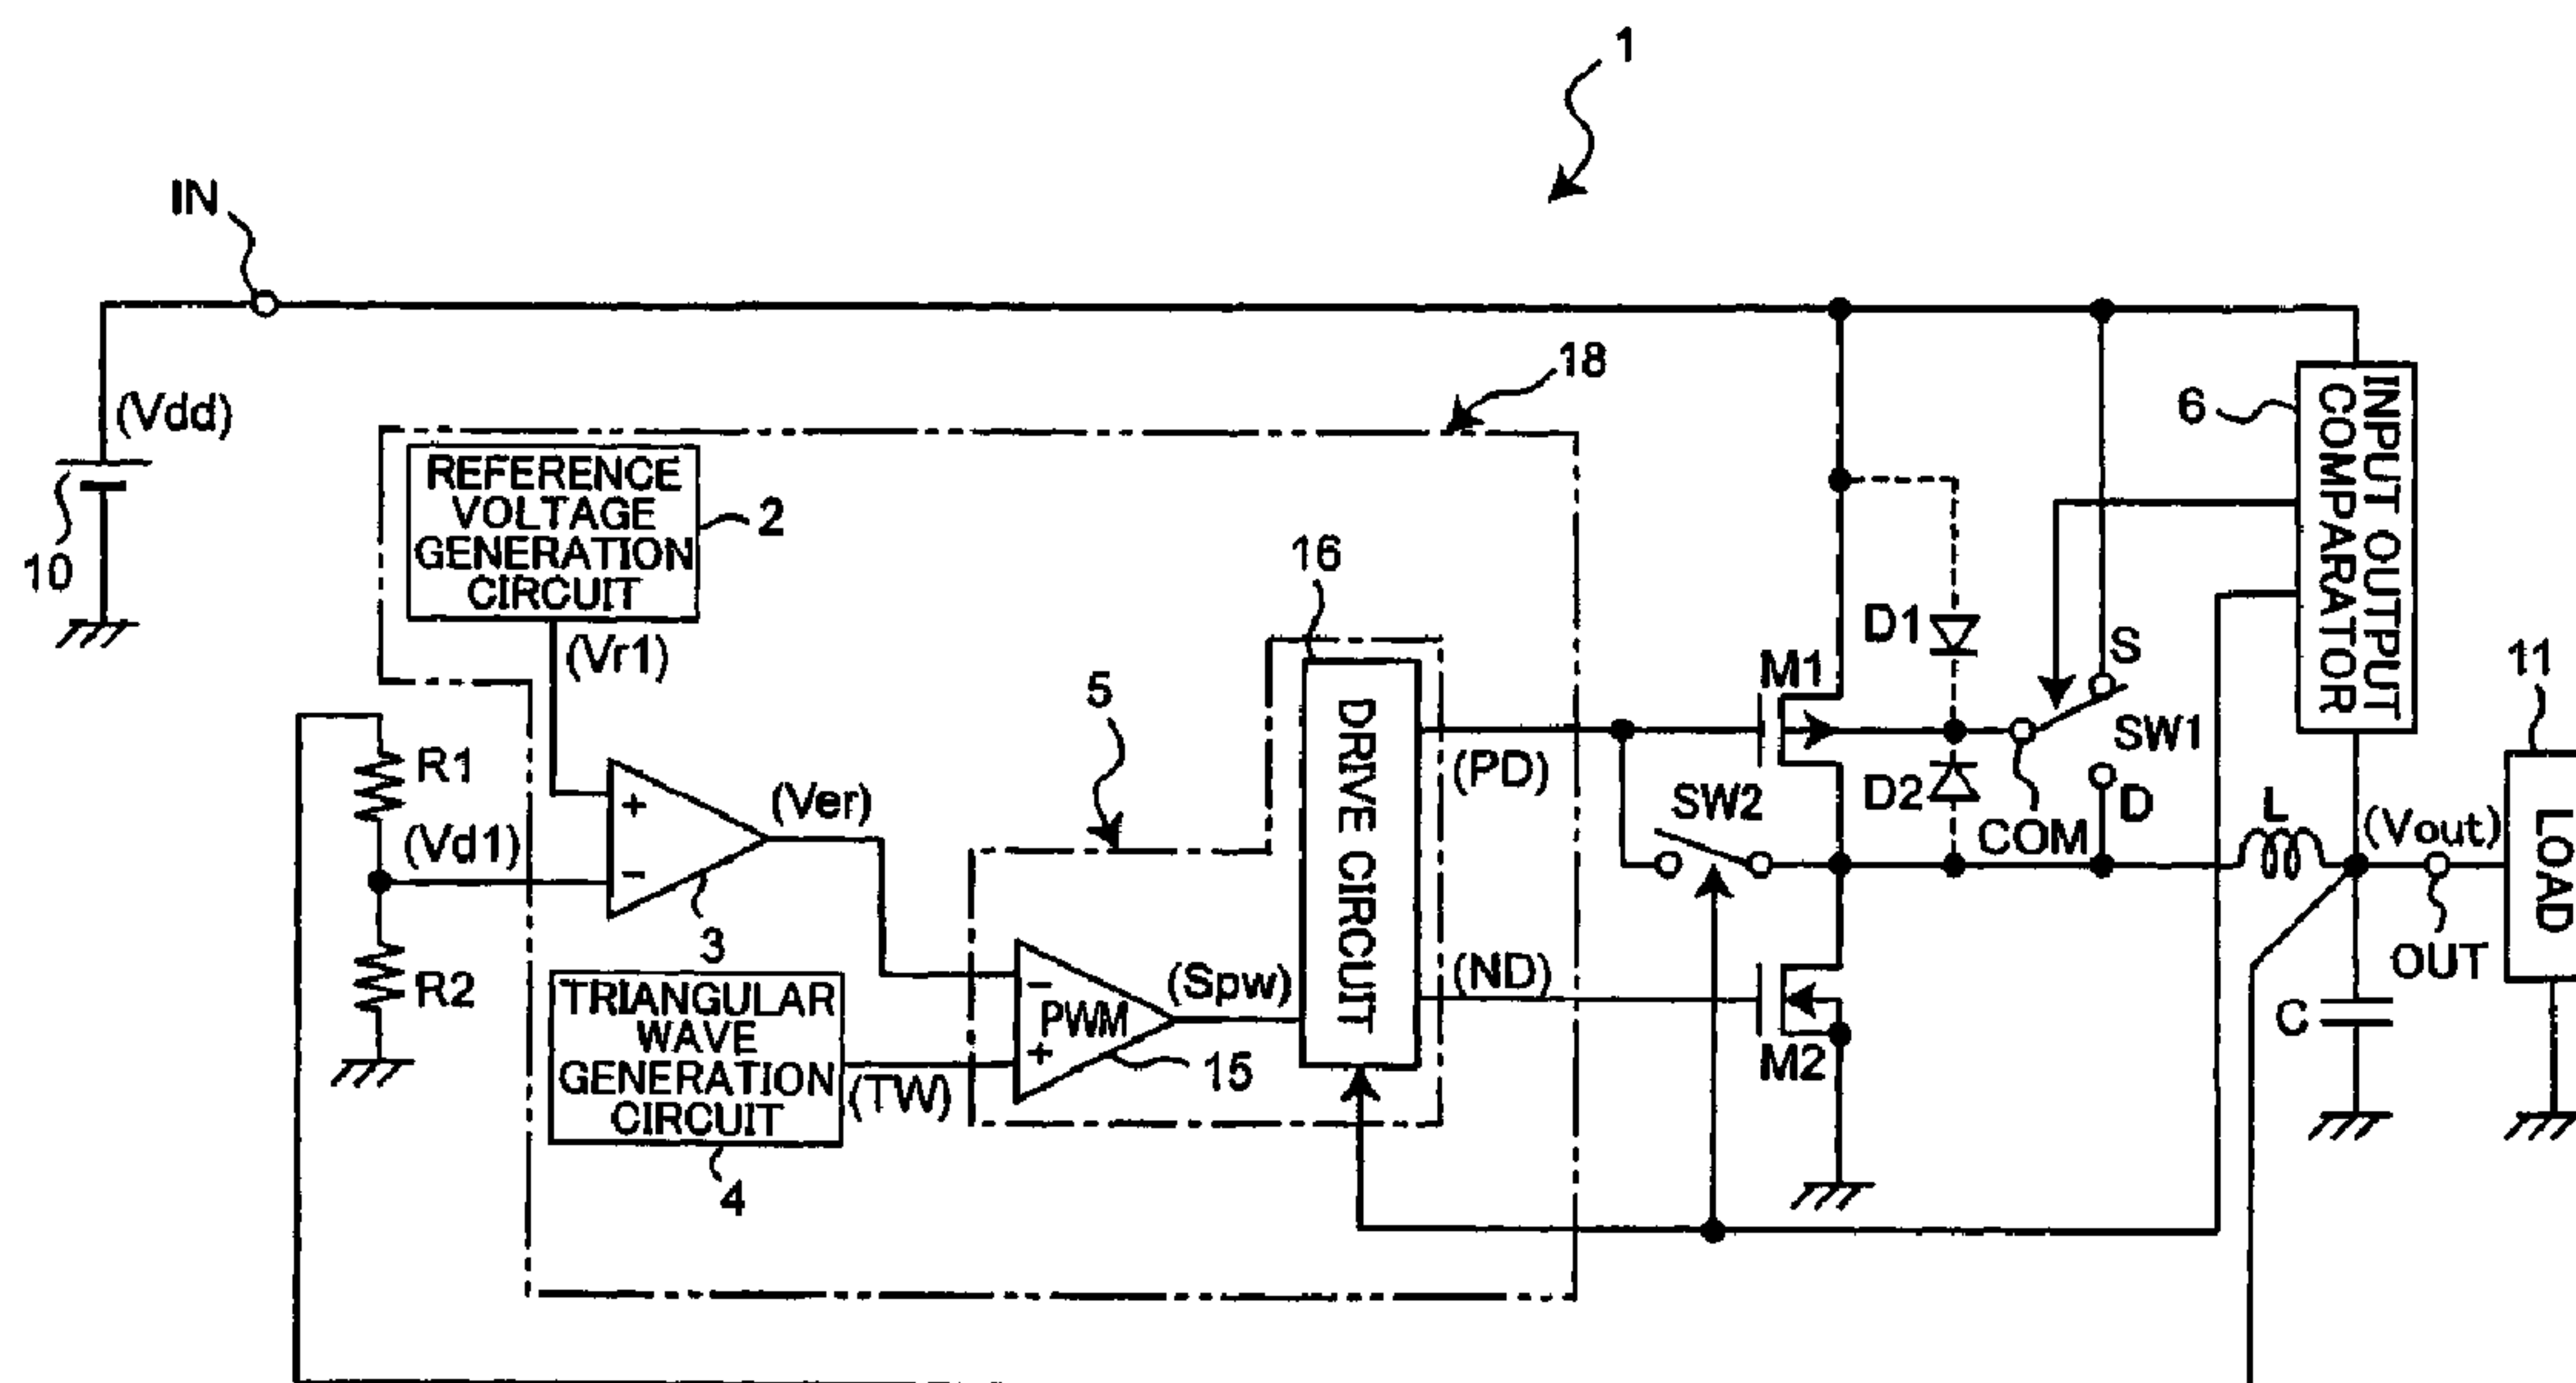 1
IN
(Vdd)
10
18
REFERENCE
VOLTAGE
GENERATION
CIRCUIT
2
(Vr1)
16
6
INPUT OUTPUT
COMPARATOR
D1
S
M1
SW1
11
5
R1
(Vd1)
(Ver)
+
−
3
DRIVE CIRCUIT
(PD)
SW2
D2
COM
D
L
(Vout)
LOAD
OUT
R2
TRIANGULAR
WAVE
GENERATION
CIRCUIT
4
(TW)
−
PWM
+
15
(Spw)
(ND)
M2
C